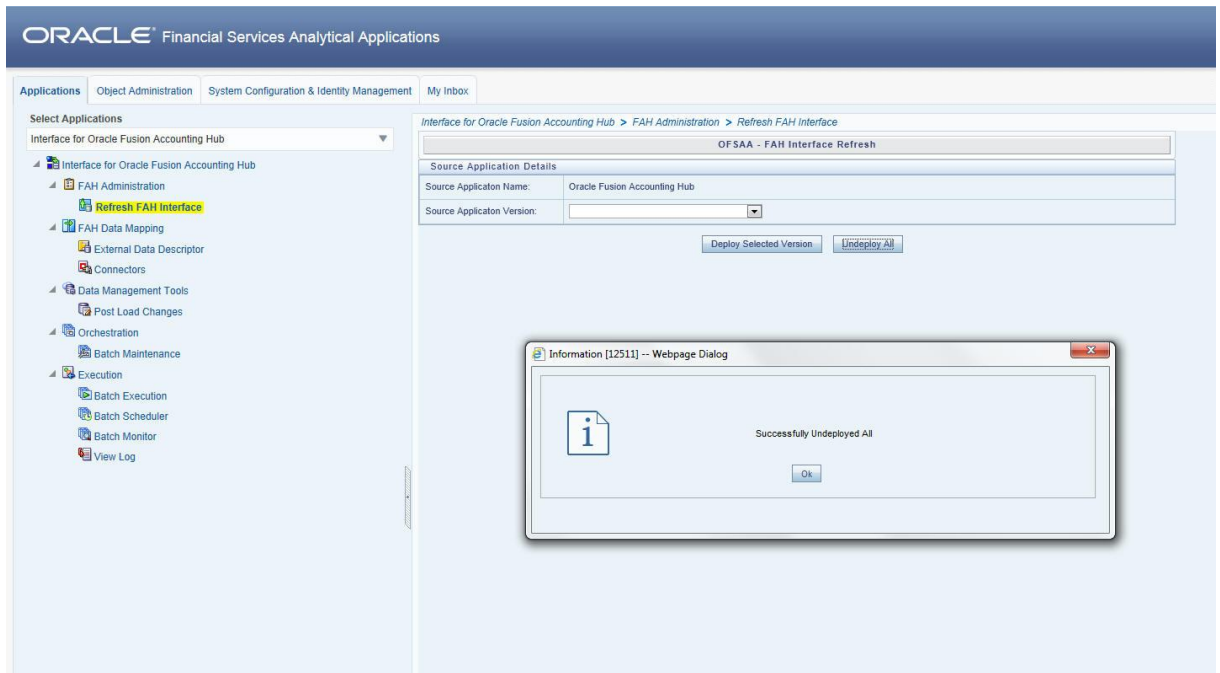 ORACLE® Financial Services Analytical Applications
Applications Object Administration System Configuration & Identity Management My Inbox
Select Applications
Interface for Oracle Fusion Accounting Hub
Interface for Oracle Fusion Accounting Hub
FAH Administration
Refresh FAH Interface
FAH Data Mapping
External Data Descriptor
Connectors
Data Management Tools
Post Load Changes
Orchestration
Batch Maintenance
Execution
Batch Execution
Batch Scheduler
Batch Monitor
View Log
Interface for Oracle Fusion Accounting Hub > FAH Administration > Refresh FAH Interface
OFSAA - FAH Interface Refresh
Source Application Details
Source Applicaton Name: Oracle Fusion Accounting Hub
Source Applicaton Version:
Deploy Selected Version Undeploy All
Information [12511] -- Webpage Dialog
Successfully Undeployed All
Ok